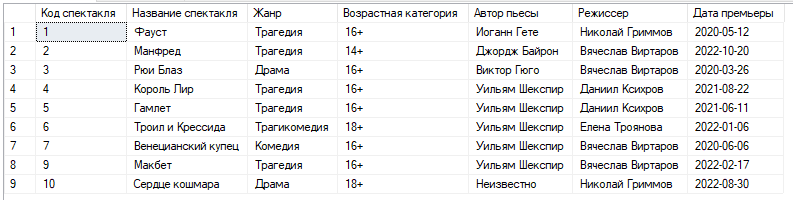 Код спектакля Название спектакля Жанр Возрастная категория Автор пьесы Режиссер Дата премьеры
1 1 Фауст Трагедия 16+ Иоганн Гете Николай Гриммов 2020-05-12
2 2 Манфред Трагедия 14+ Джордж Байрон Вячеслав Виртаров 2022-10-20
3 3 Рюи Блаз Драма 16+ Виктор Гюго Вячеслав Виртаров 2020-03-26
4 4 Король Лир Трагедия 16+ Уильям Шекспир Даниил Ксихров 2021-08-22
5 5 Гамлет Трагедия 16+ Уильям Шекспир Даниил Ксихров 2021-06-11
6 6 Троил и Крессида Трагикомедия 18+ Уильям Шекспир Елена Троянова 2022-01-06
7 7 Венецианский купец Комедия 16+ Уильям Шекспир Вячеслав Виртаров 2020-06-06
8 9 Макбет Трагедия 16+ Уильям Шекспир Вячеслав Виртаров 2022-02-17
9 10 Сердце кошмара Драма 18+ Неизвестно Николай Гриммов 2022-08-30